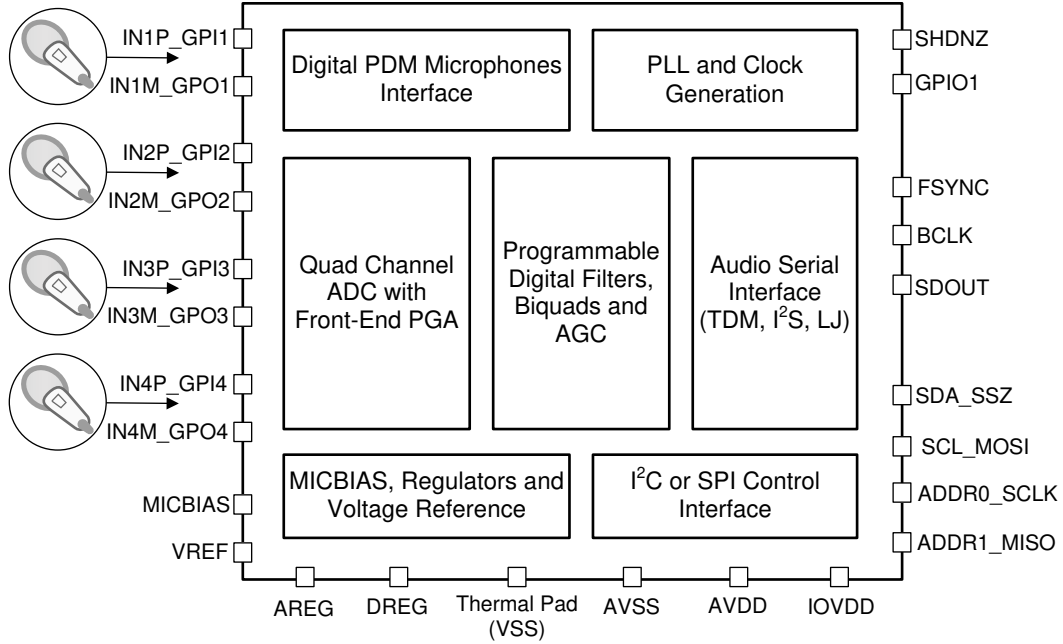 IN1P_GPI1
IN1M_GPO1
IN2P_GPI2
IN2M_GPO2
IN3P_GPI3
IN3M_GPO3
IN4P_GPI4
IN4M_GPO4
MICBIAS
VREF
Digital PDM Microphones
Interface
PLL and Clock
Generation
Quad Channel
ADC with
Front-End PGA
Programmable
Digital Filters,
Biquads and
AGC
Audio Serial
Interface
(TDM, I²S, LJ)
MICBIAS, Regulators and
Voltage Reference
I²C or SPI Control
Interface
SHDNZ
GPIO1
FSYNC
BCLK
SDOUT
SDA_SSZ
SCL_MOSI
ADDR0_SCLK
ADDR1_MISO
AREG
DREG
Thermal Pad
(VSS)
AVSS
AVDD
IOVDD